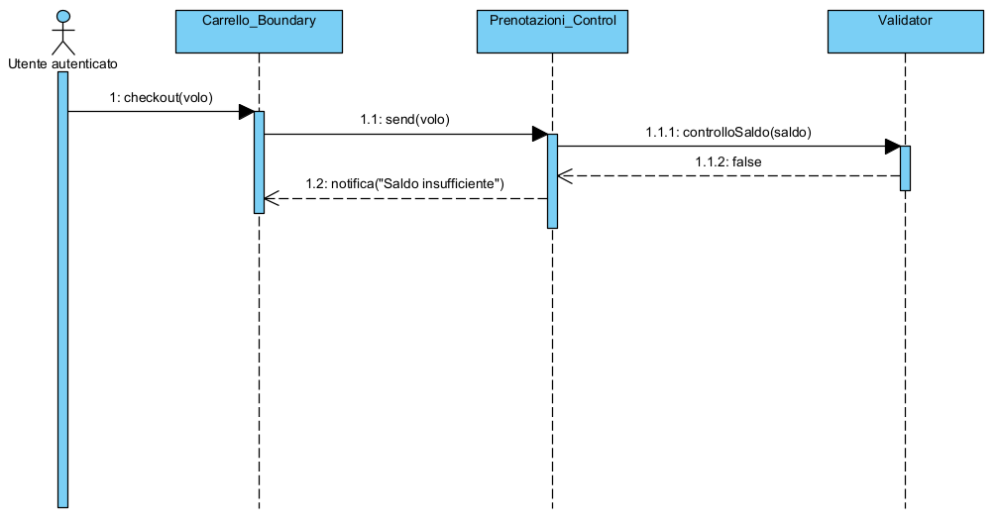 Carrello_Boundary
Prenotazioni_Control
Validator
Utente autenticato
1: checkout(volo)
1.1: send(volo)
1.1.1: controlloSaldo(saldo)
1.1.2: false
1.2: notifica("Saldo insufficiente")